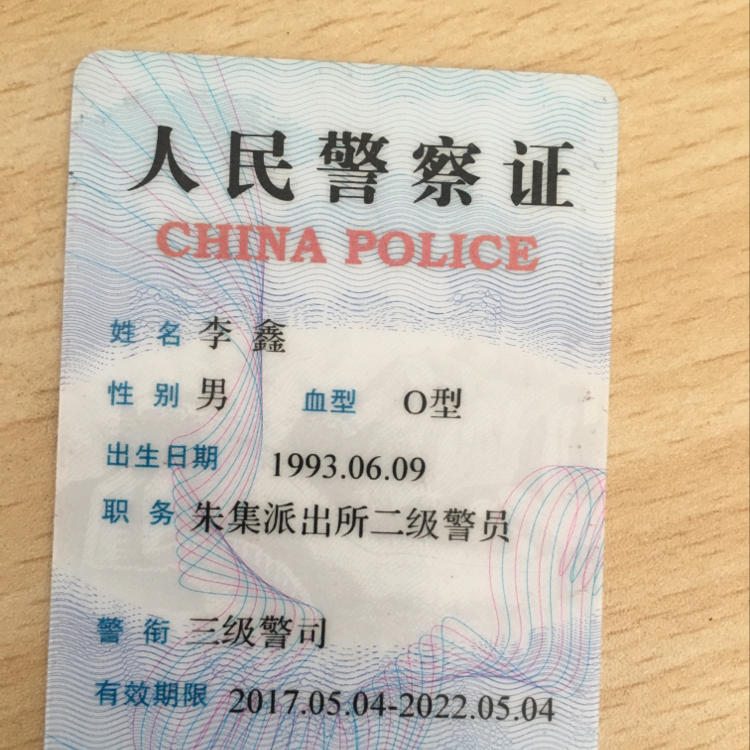 人民警察证
CHINA POLICE
姓名 李鑫
性别 男 血型 O型
出生日期 1993.06.09
职务 朱集派出所二级警员
警衔 三级警司
有效期限 2017.05.04-2022.05.04